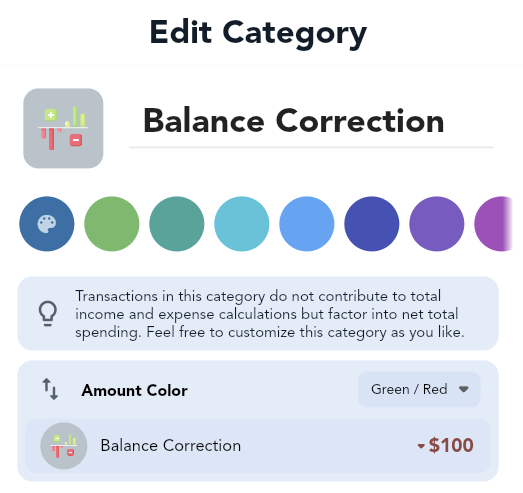 Edit Category
Balance Correction
Transactions in this category do not contribute to total
income and expense calculations but factor into net total
spending. Feel free to customize this category as you like.
Amount Color
Green / Red
Balance Correction
$100